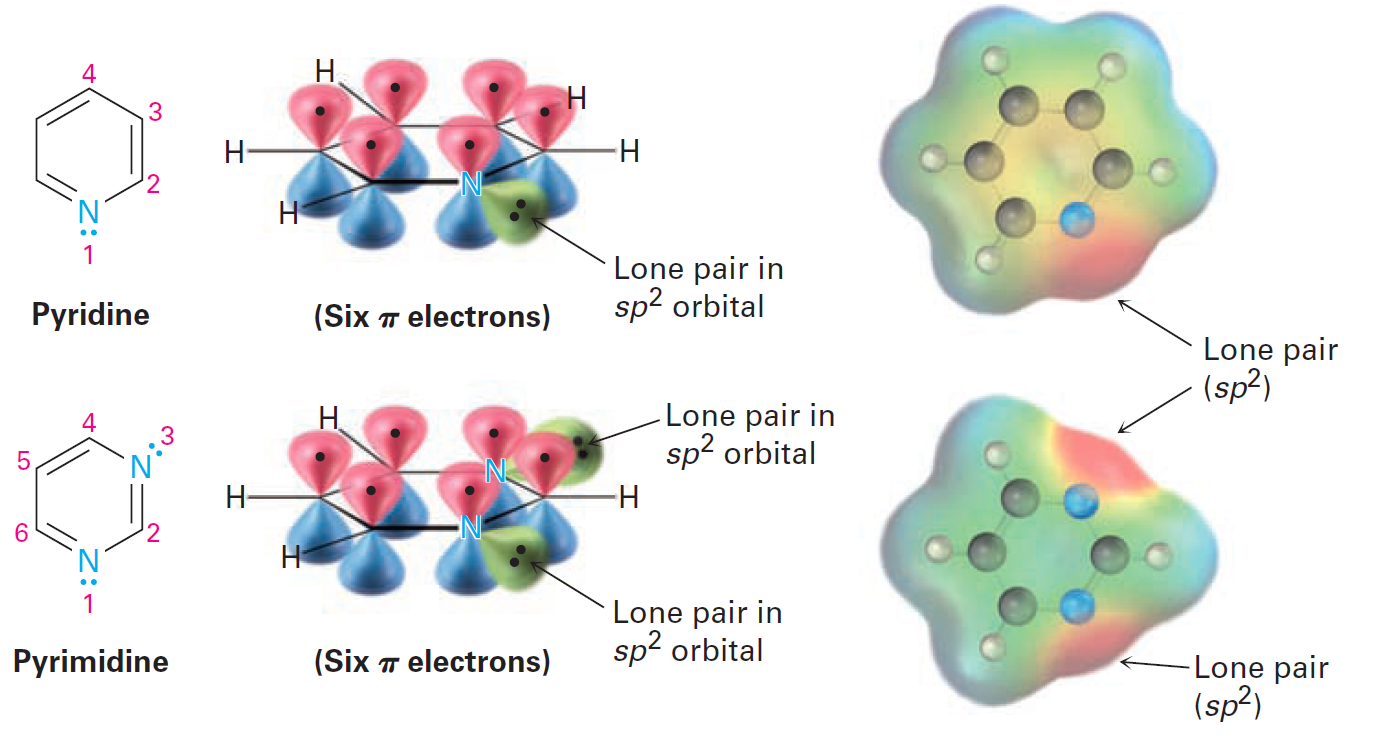 4
3
2
N
1
Pyridine
H
H
H
H
H
N
Lone pair in
sp² orbital
(Six π electrons)
Lone pair
(sp²)
4
3
5
N
6
2
N
1
Pyrimidine
H
H
H
H
N
N
Lone pair in
sp² orbital
Lone pair in
sp² orbital
(Six π electrons)
Lone pair
(sp²)